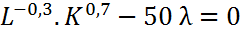 L^{-0,3}. K^{0,7} − 50 λ = 0